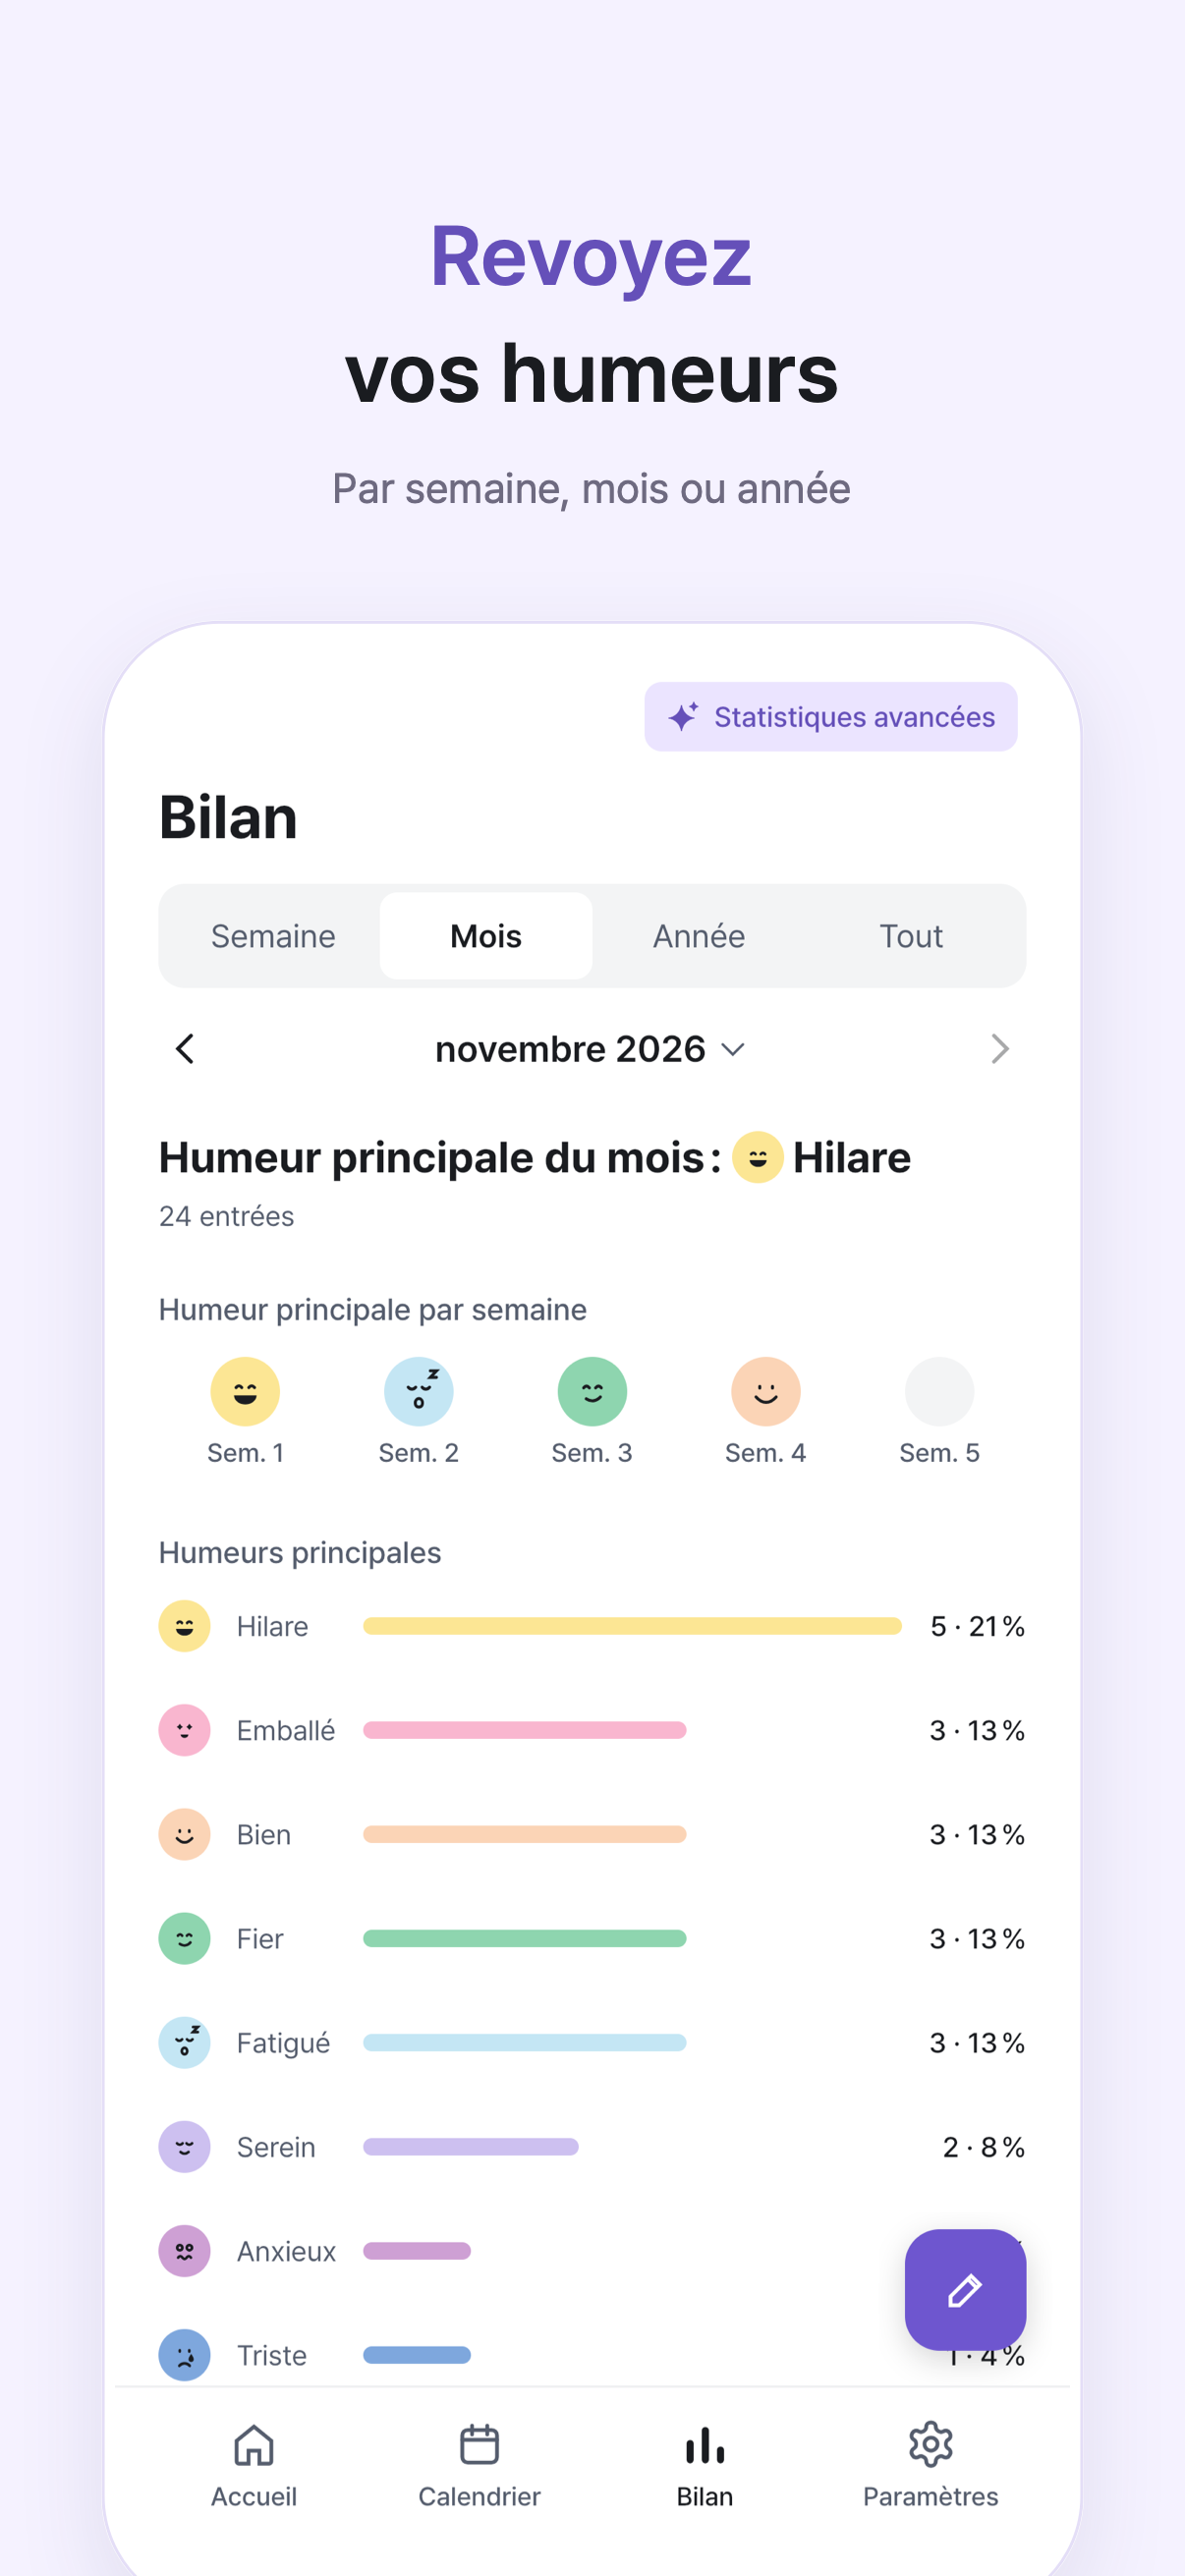 Revoyez
vos humeurs
Par semaine, mois ou année
Statistiques avancées
Bilan
Semaine Mois Année Tout
novembre 2026
Humeur principale du mois : Hilare
24 entrées
Humeur principale par semaine
Sem. 1 Sem. 2 Sem. 3 Sem. 4 Sem. 5
Humeurs principales
Hilare 5 · 21 %
Emballé 3 · 13 %
Bien 3 · 13 %
Fier 3 · 13 %
Fatigué 3 · 13 %
Serein 2 · 8 %
Anxieux
Triste 1 · 4 %
Accueil Calendrier Bilan Paramètres